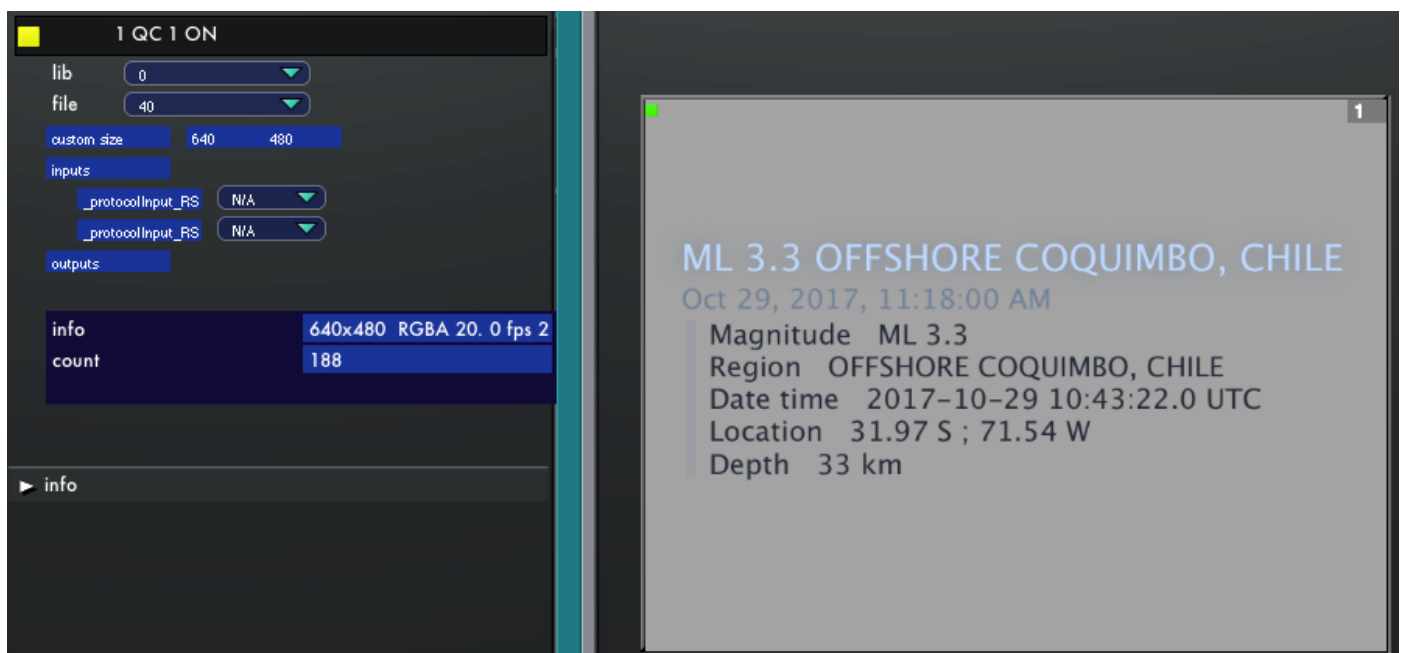 1 QC 1 ON
lib 0
file 40
custom size 640 480
inputs
_protocolInput_RS N/A
_protocolInput_RS N/A
outputs
info 640x480 RGBA 20. 0 fps 2
count 188
info
1
ML 3.3 OFFSHORE COQUIMBO, CHILE
Oct 29, 2017, 11:18:00 AM
Magnitude ML 3.3
Region OFFSHORE COQUIMBO, CHILE
Date time 2017-10-29 10:43:22.0 UTC
Location 31.97 S ; 71.54 W
Depth 33 km